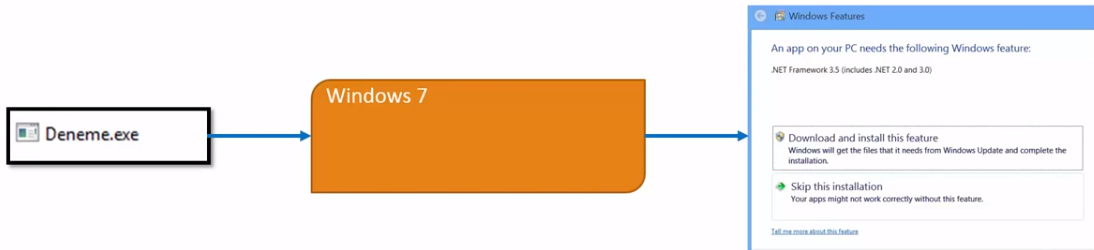 Deneme.exe
Windows 7
Windows Features
An app on your PC needs the following Windows feature:
.NET Framework 3.5 (includes .NET 2.0 and 3.0)
Download and install this feature
Windows will get the files that it needs from Windows Update and complete the
installation.
Skip this installation
Your apps might not work correctly without this feature.
Tell me more about this feature